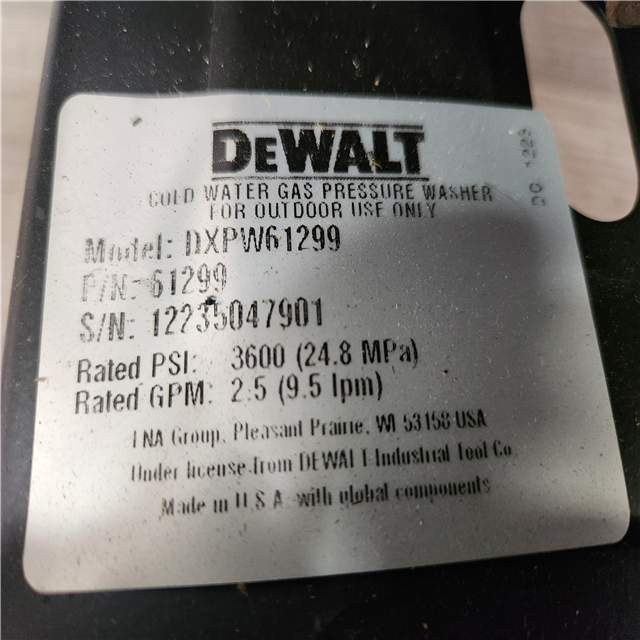 DEWALT
COLD WATER GAS PRESSURE WASHER
FOR OUTDOOR USE ONLY
Model: DXPW61299
P/N: 61299
S/N: 12235047901
Rated PSI: 3600 (24.8 MPa)
Rated GPM: 2.5 (9.5 lpm)
FNA Group, Pleasant Prairie, WI 53158 USA
Under license from DEWALT Industrial Tool Co.
Made in U.S.A. with global components
DC 1223